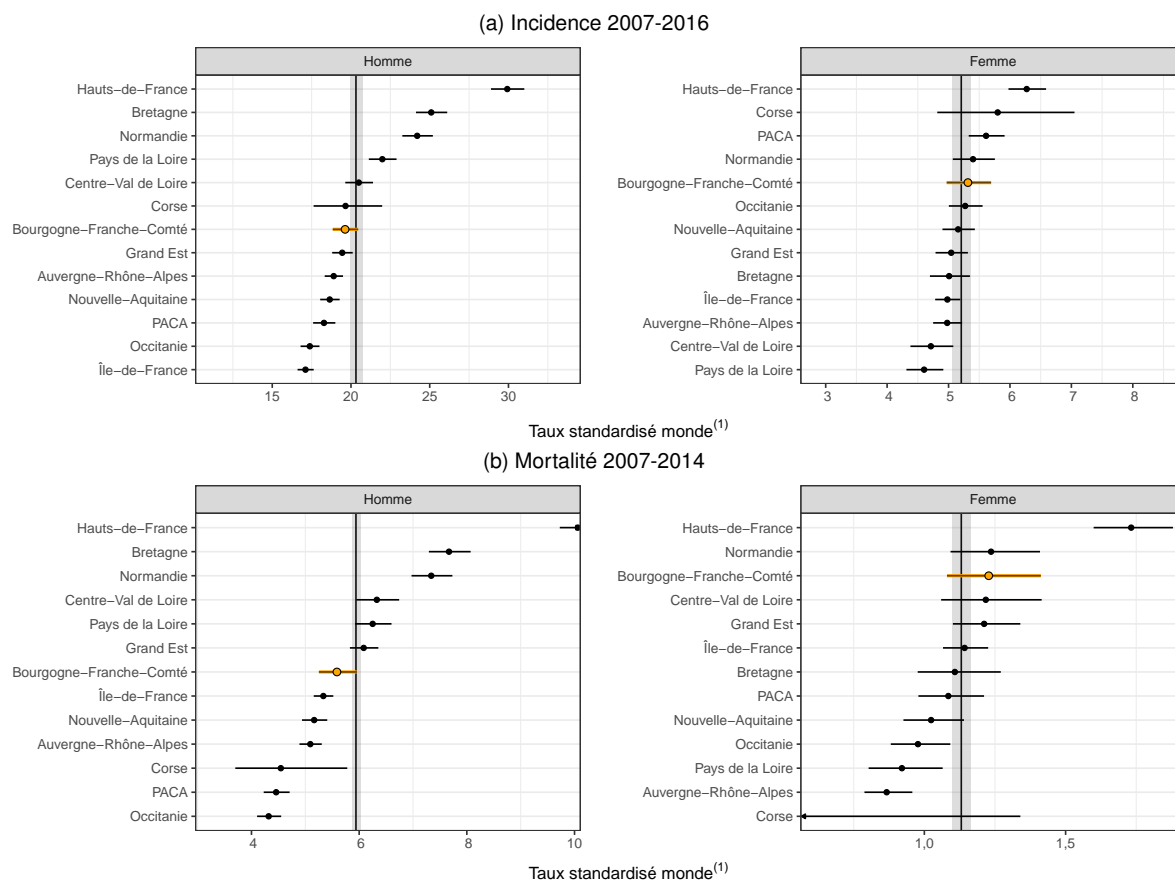 (a) Incidence 2007-2016
Homme
Hauts−de−France
Bretagne
Normandie
Pays de la Loire
Centre−Val de Loire
Corse
Bourgogne−Franche−Comté
Grand Est
Auvergne−Rhône−Alpes
Nouvelle−Aquitaine
PACA
Occitanie
Île−de−France
15 20 25 30
Femme
Hauts−de−France
Corse
PACA
Normandie
Bourgogne−Franche−Comté
Occitanie
Nouvelle−Aquitaine
Grand Est
Bretagne
Île−de−France
Auvergne−Rhône−Alpes
Centre−Val de Loire
Pays de la Loire
3 4 5 6 7 8
Taux standardisé monde(1)
(b) Mortalité 2007-2014
Homme
Hauts−de−France
Bretagne
Normandie
Centre−Val de Loire
Pays de la Loire
Grand Est
Bourgogne−Franche−Comté
Île−de−France
Nouvelle−Aquitaine
Auvergne−Rhône−Alpes
Corse
PACA
Occitanie
4 6 8 10
Femme
Hauts−de−France
Normandie
Bourgogne−Franche−Comté
Centre−Val de Loire
Grand Est
Île−de−France
Bretagne
PACA
Nouvelle−Aquitaine
Occitanie
Pays de la Loire
Auvergne−Rhône−Alpes
Corse
1,0 1,5
Taux standardisé monde(1)